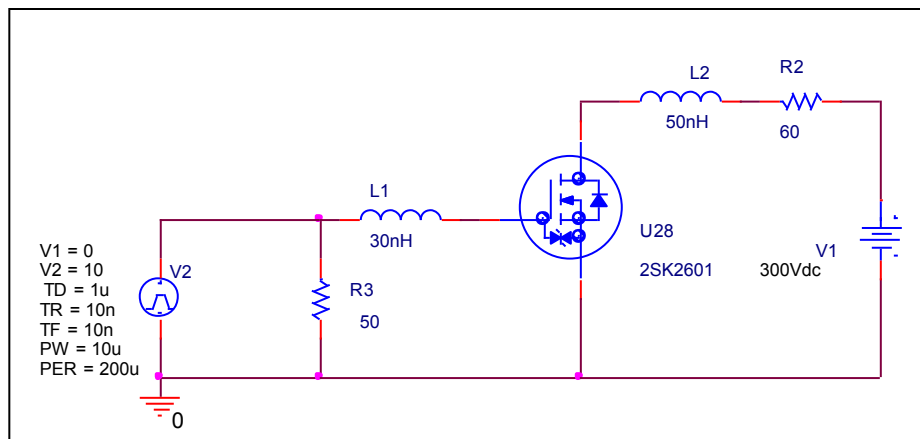 L2
R2
50nH
60
L1
30nH
U28
2SK2601
V1
300Vdc
V1 = 0
V2 = 10
TD = 1u
TR = 10n
TF = 10n
PW = 10u
PER = 200u
V2
R3
50
0